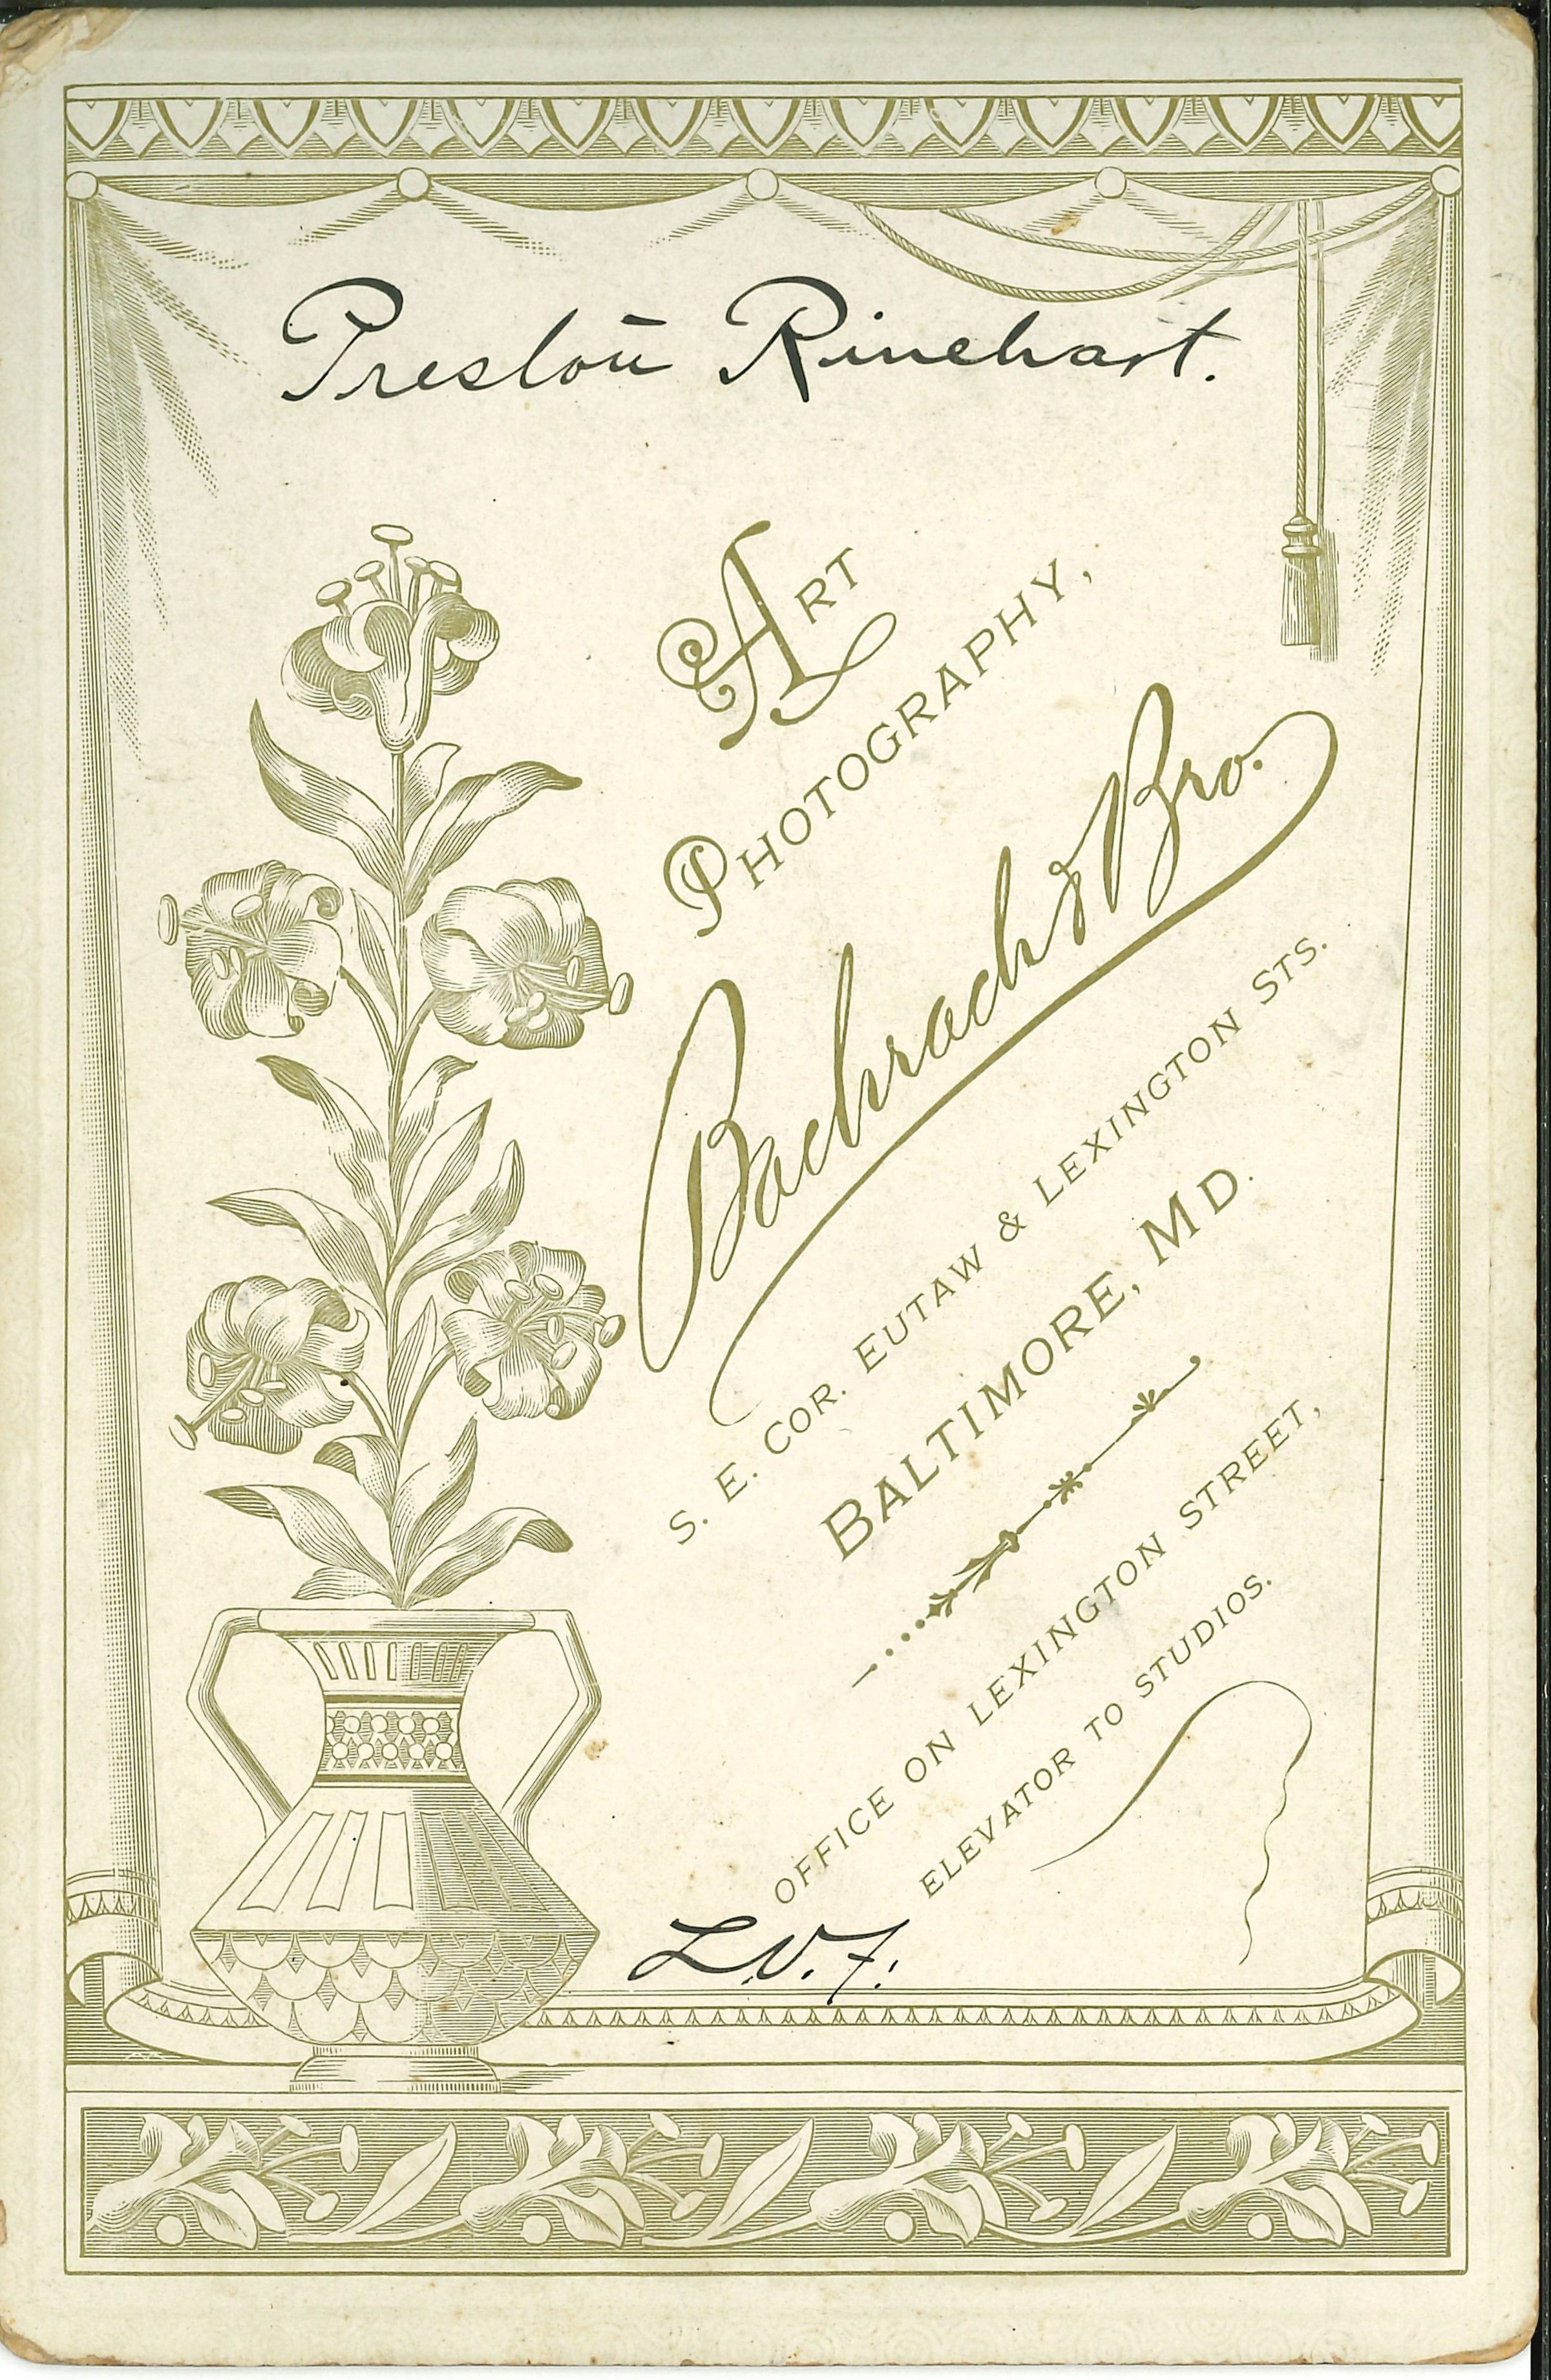 Preston Rinehart.
ART
PHOTOGRAPHY,
Bachrach & Bro.
S. E. COR. EUTAW & LEXINGTON STS.
BALTIMORE, MD.
OFFICE ON LEXINGTON STREET,
ELEVATOR TO STUDIOS.